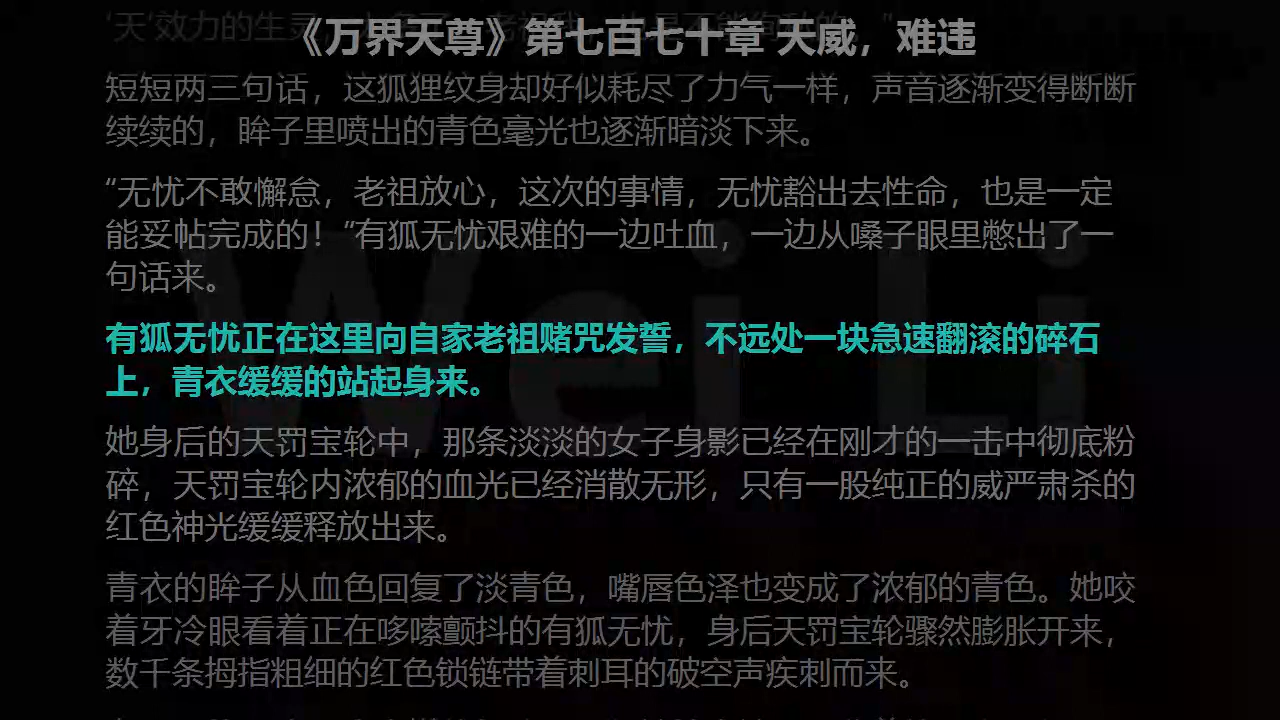 《万界天尊》第七百七十章 天威，难违
短短两三句话，这狐狸纹身却好似耗尽了力气一样，声音逐渐变得断断
续续的，眸子里喷出的青色毫光也逐渐暗淡下来。
“无忧不敢懈怠，老祖放心，这次的事情，无忧豁出去性命，也是一定
能妥帖完成的！”有狐无忧艰难的一边吐血，一边从嗓子眼里憋出了一
句话来。
有狐无忧正在这里向自家老祖赌咒发誓，不远处一块急速翻滚的碎石
上，青衣缓缓的站起身来。
她身后的天罚宝轮中，那条淡淡的女子身影已经在刚才的一击中彻底粉
碎，天罚宝轮内浓郁的血光已经消散无形，只有一股纯正的威严肃杀的
红色神光缓缓释放出来。
青衣的眸子从血色回复了淡青色，嘴唇色泽也变成了浓郁的青色。她咬
着牙冷眼看着正在哆嗦颤抖的有狐无忧，身后天罚宝轮骤然膨胀开来，
数千条拇指粗细的红色锁链带着刺耳的破空声疾刺而来。
Wei Li